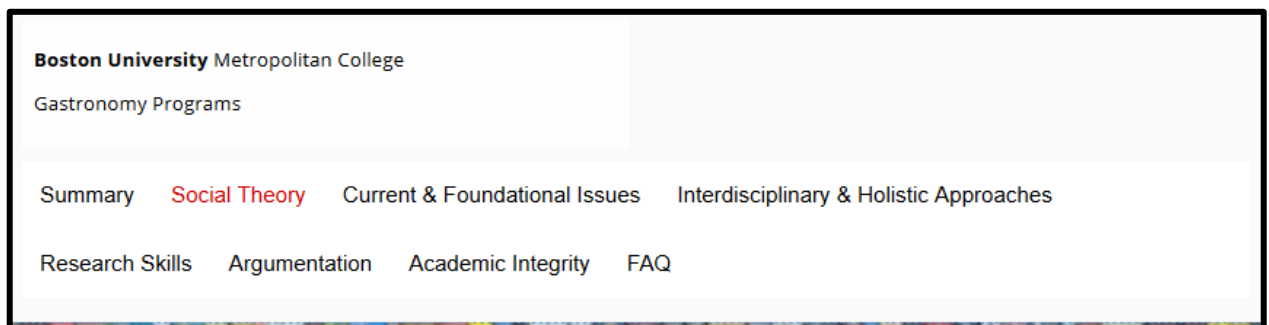 Boston University Metropolitan College
Gastronomy Programs
Summary Social Theory Current & Foundational Issues Interdisciplinary & Holistic Approaches
Research Skills Argumentation Academic Integrity FAQ